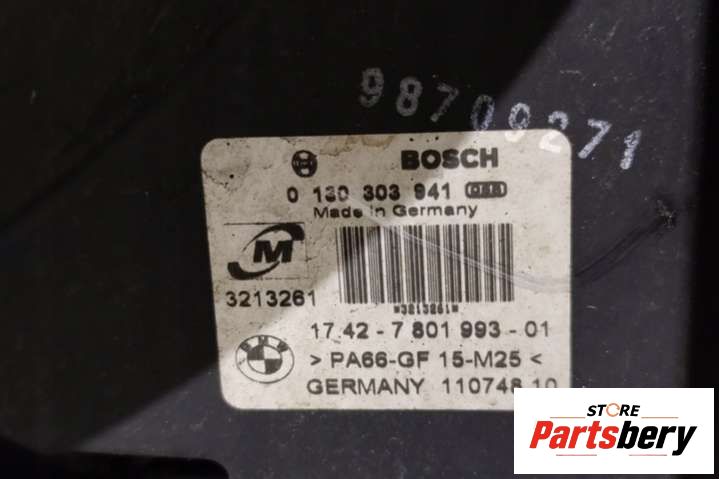 98709271
BOSCH
0 130 303 941
Made in Germany
M
3213261
*3213261*
17 42 - 7 801 993 - 01
BMW
> PA66-GF 15-M25 <
GERMANY 110748 10
STORE
Partsbery